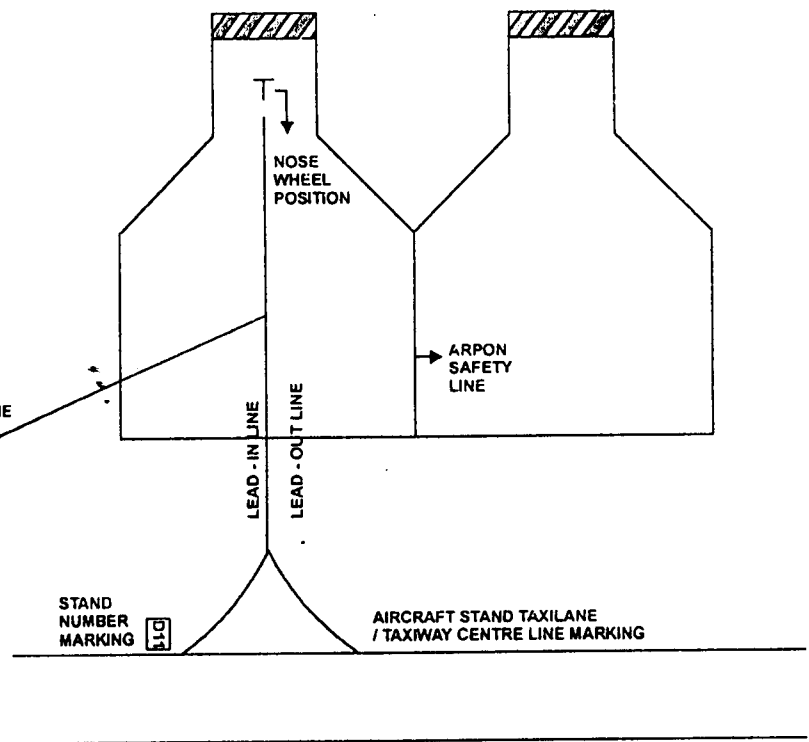 NOSE
WHEEL
POSITION
ARPON
SAFETY
LINE
LEAD - IN LINE
LEAD - OUT LINE
STAND
NUMBER
MARKING
D11
AIRCRAFT STAND TAXILANE
/ TAXIWAY CENTRE LINE MARKING